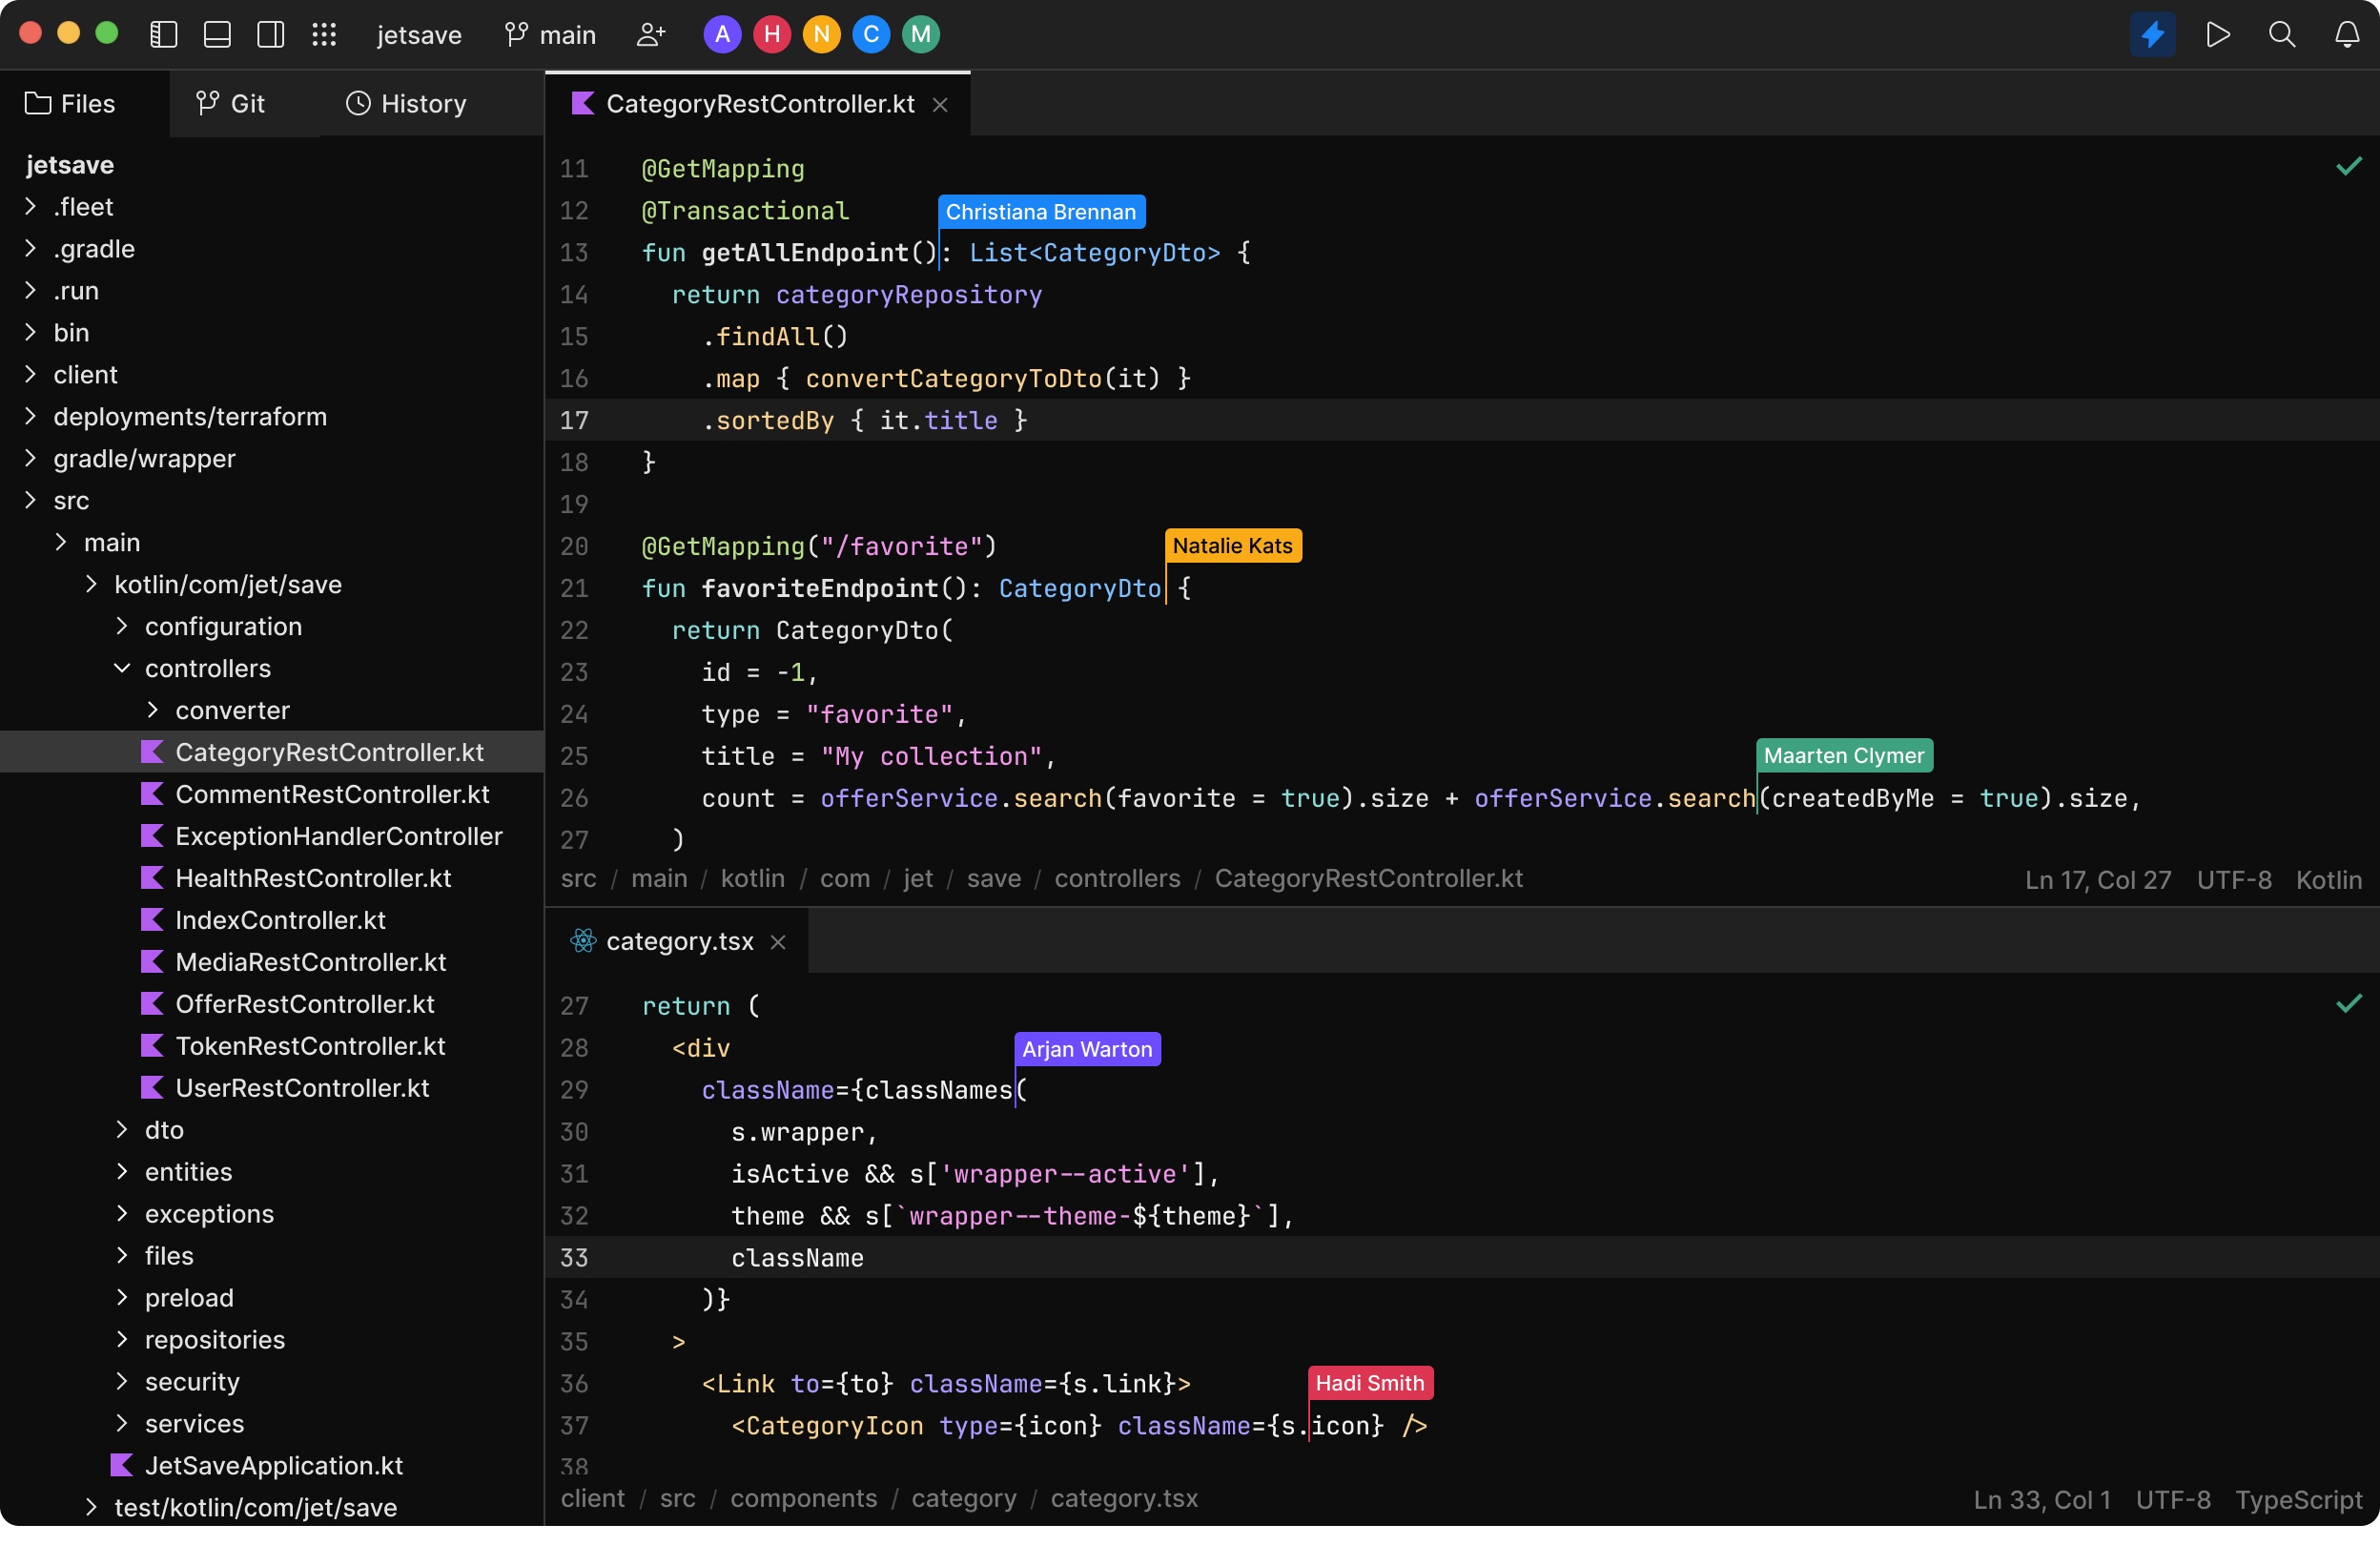 jetsave main A H N C M
Files Git History
jetsave
.fleet
.gradle
.run
bin
client
deployments/terraform
gradle/wrapper
src
main
kotlin/com/jet/save
configuration
controllers
converter
CategoryRestController.kt
CommentRestController.kt
ExceptionHandlerController
HealthRestController.kt
IndexController.kt
MediaRestController.kt
OfferRestController.kt
TokenRestController.kt
UserRestController.kt
dto
entities
exceptions
files
preload
repositories
security
services
JetSaveApplication.kt
test/kotlin/com/jet/save
CategoryRestController.kt
11 @GetMapping
12 @Transactional
Christiana Brennan
13 fun getAllEndpoint(): List<CategoryDto> {
14 return categoryRepository
15 .findAll()
16 .map { convertCategoryToDto(it) }
17 .sortedBy { it.title }
18 }
19
20 @GetMapping("/favorite")
Natalie Kats
21 fun favoriteEndpoint(): CategoryDto {
22 return CategoryDto(
23 id = -1,
24 type = "favorite",
25 title = "My collection",
Maarten Clymer
26 count = offerService.search(favorite = true).size + offerService.search(createdByMe = true).size,
27 )
src / main / kotlin / com / jet / save / controllers / CategoryRestController.kt
Ln 17, Col 27 UTF-8 Kotlin
category.tsx
27 return (
28 <div
Arjan Warton
29 className={classNames(
30 s.wrapper,
31 isActive && s['wrapper--active'],
32 theme && s[`wrapper--theme-${theme}`],
33 className
34 )}
35 >
36 <Link to={to} className={s.link}>
Hadi Smith
37 <CategoryIcon type={icon} className={s.icon} />
38
client / src / components / category / category.tsx
Ln 33, Col 1 UTF-8 TypeScript